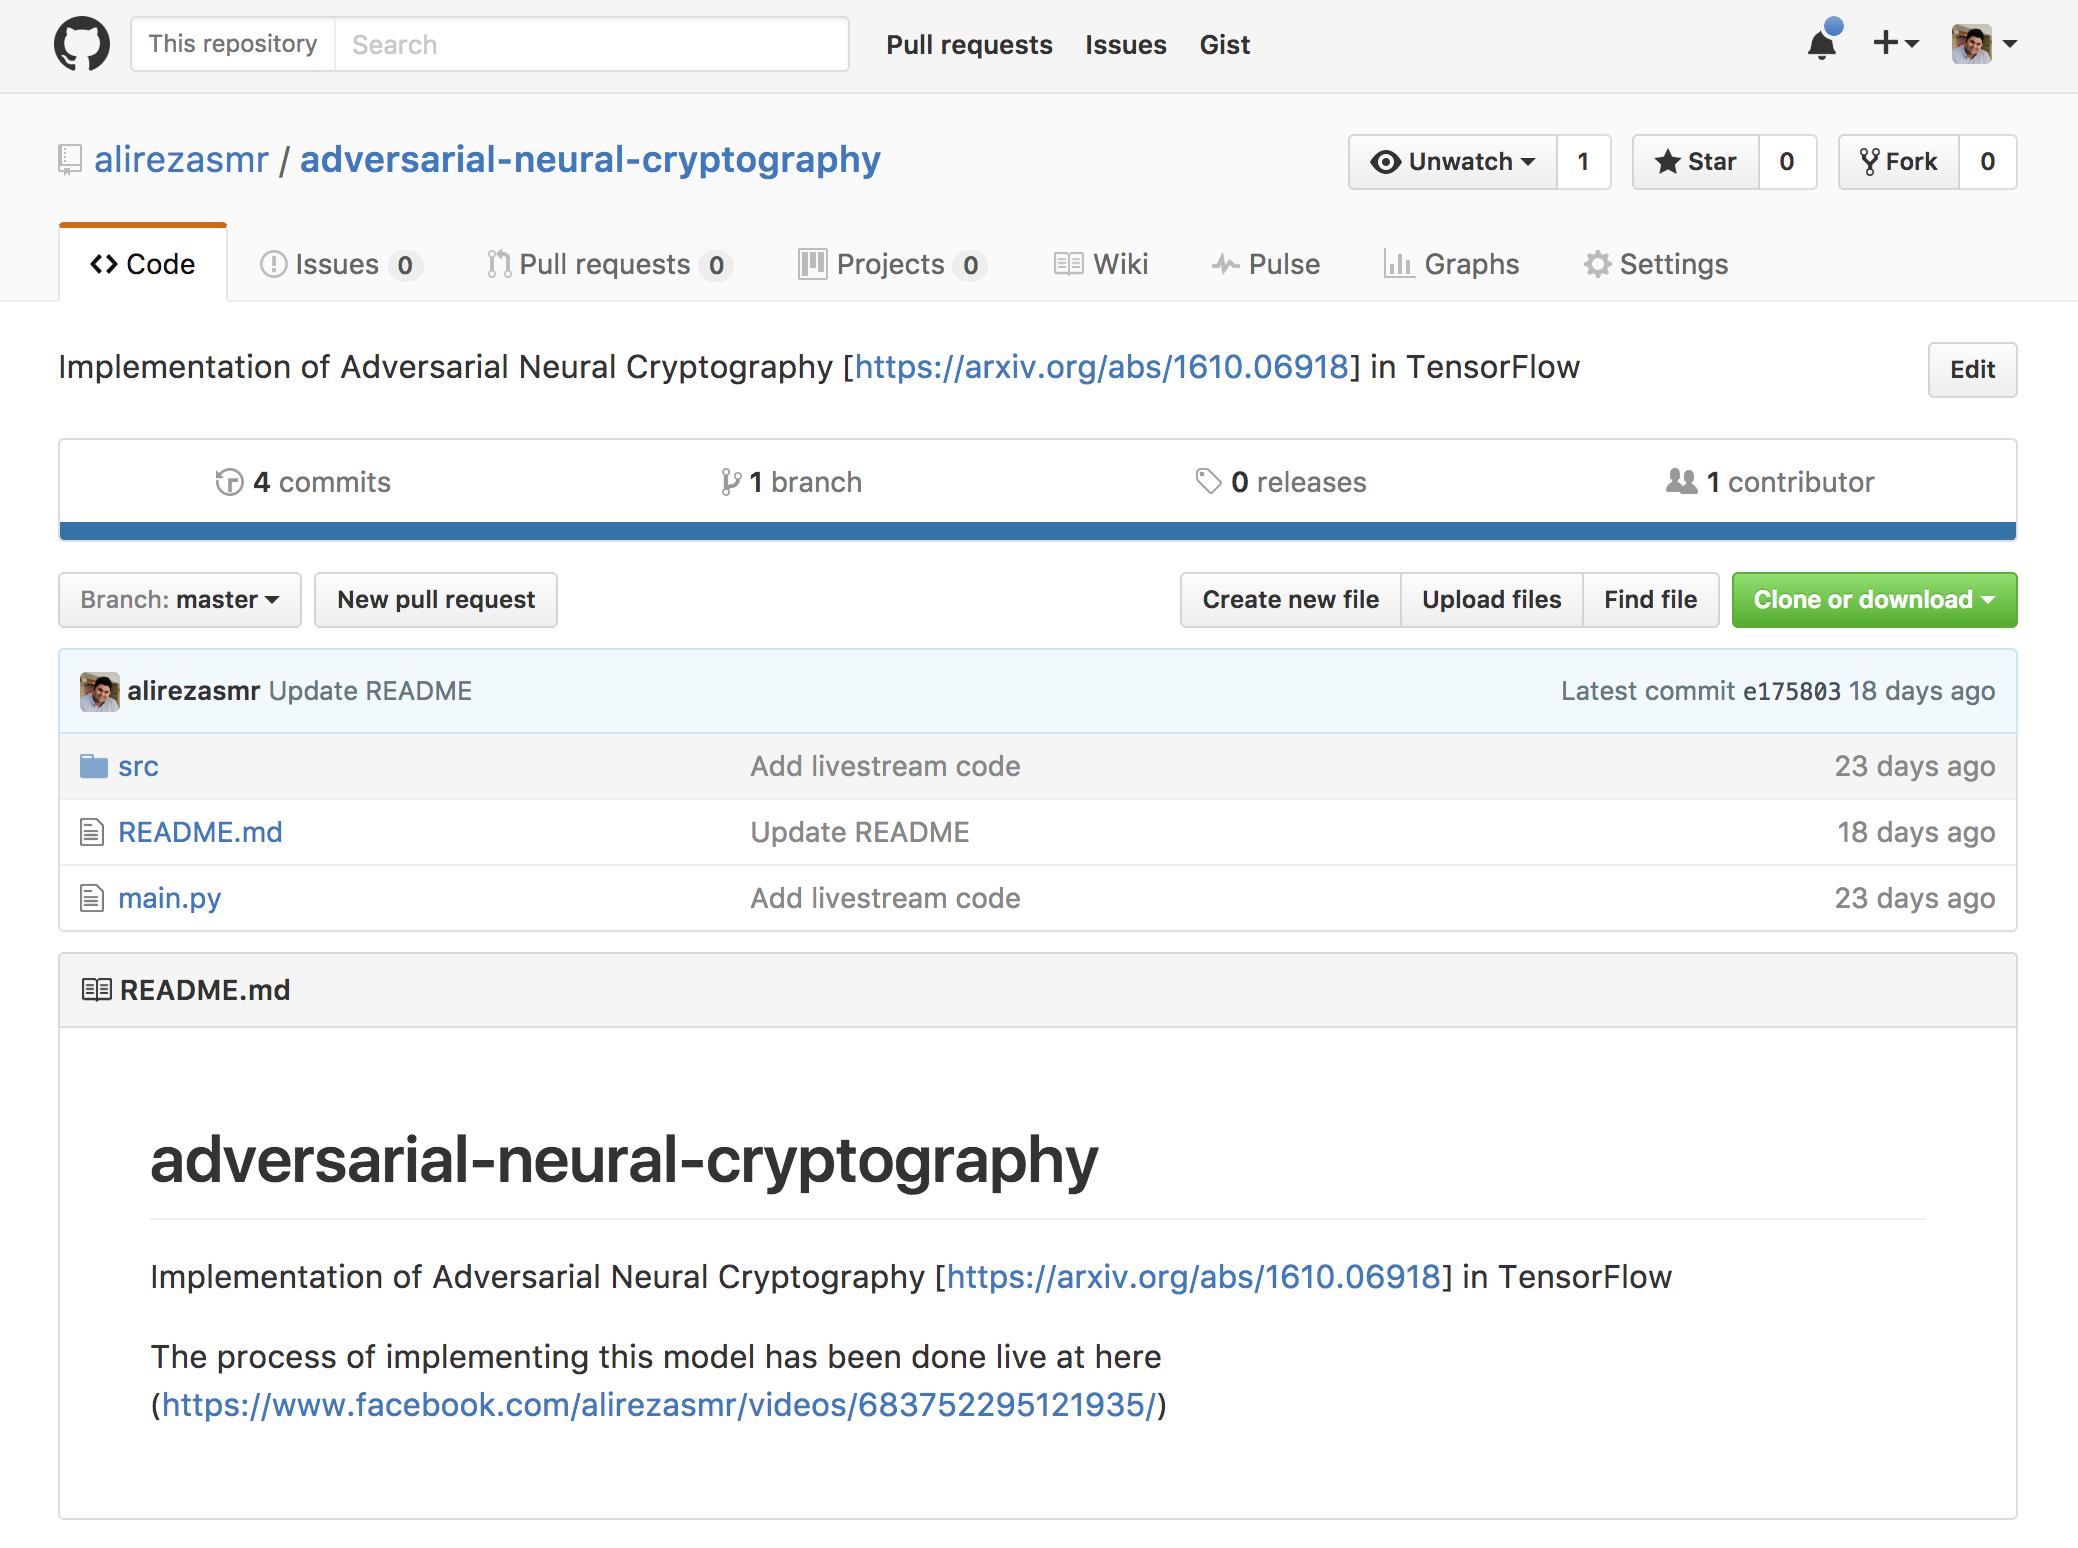 This repository Search Pull requests Issues Gist
alirezasmr / adversarial-neural-cryptography Unwatch 1 Star 0 Fork 0
Code Issues 0 Pull requests 0 Projects 0 Wiki Pulse Graphs Settings
Implementation of Adversarial Neural Cryptography [https://arxiv.org/abs/1610.06918] in TensorFlow Edit
4 commits 1 branch 0 releases 1 contributor
Branch: master New pull request Create new file Upload files Find file Clone or download
alirezasmr Update README Latest commit e175803 18 days ago
src Add livestream code 23 days ago
README.md Update README 18 days ago
main.py Add livestream code 23 days ago
README.md
adversarial-neural-cryptography
Implementation of Adversarial Neural Cryptography [https://arxiv.org/abs/1610.06918] in TensorFlow
The process of implementing this model has been done live at here
(https://www.facebook.com/alirezasmr/videos/683752295121935/)